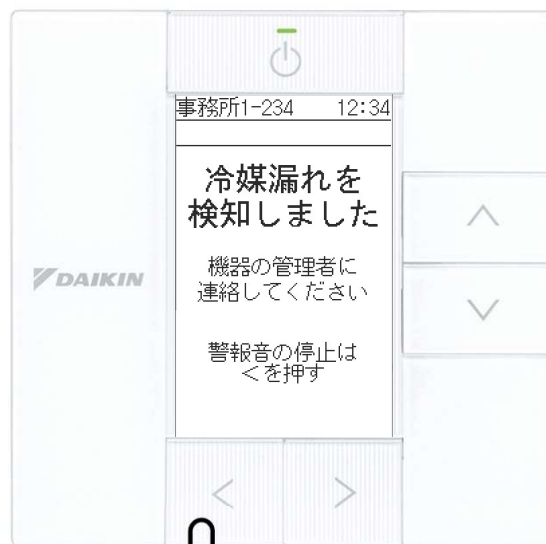 事務所1-234 12:34
冷媒漏れを
検知しました
機器の管理者に
連絡してください
警報音の停止は
<を押す
DAIKIN